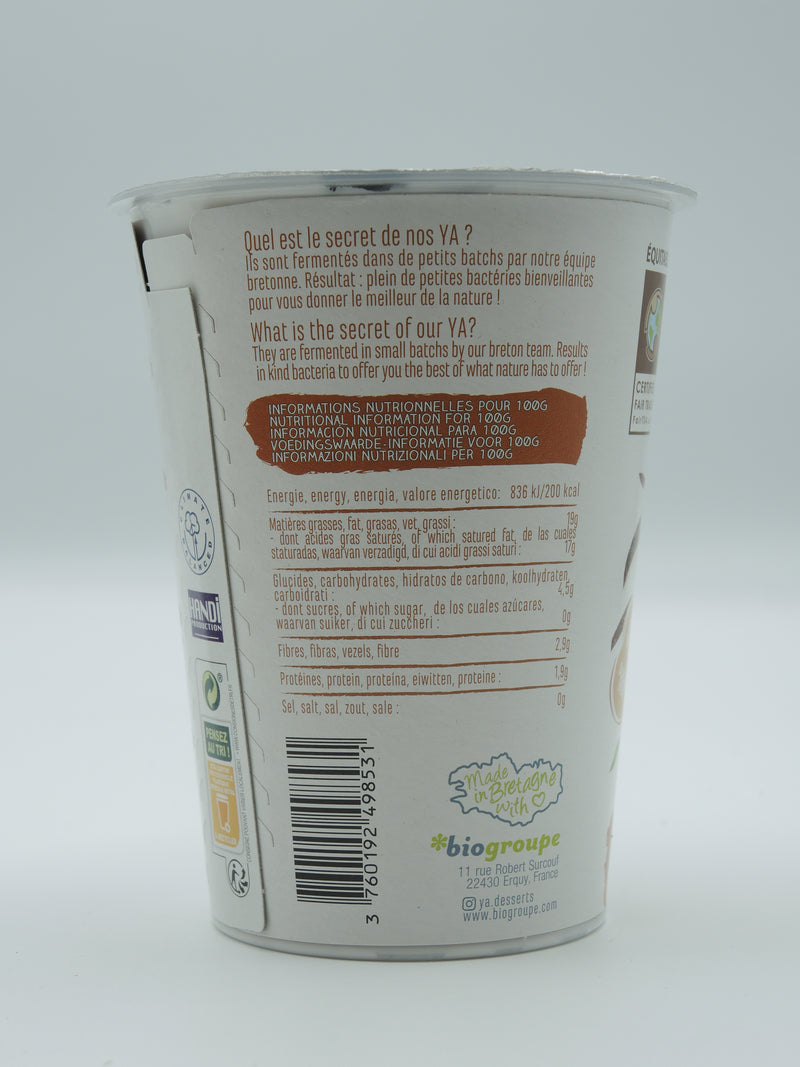 Quel est le secret de nos YA ?
Ils sont fermentés dans de petits batchs par notre équipe
bretonne. Résultat : plein de petites bactéries bienveillantes
pour vous donner le meilleur de la nature !
What is the secret of our YA?
They are fermented in small batchs by our breton team. Results
in kind bacteria to offer you the best of what nature has to offer !
INFORMATIONS NUTRIONNELLES POUR 100G
NUTRITIONAL INFORMATION FOR 100G
INFORMACIÓN NUTRICIONAL PARA 100G
VOEDINGSWAARDE-INFORMATIE VOOR 100G
INFORMAZIONI NUTRIZIONALI PER 100G
Energie, energy, energia, valore energetico: 836 kJ/200 kcal
Matières grasses, fat, grasas, vet, grassi : 19g
- dont acides gras saturés, of which satured fat, de las cuales
staturadas, waarvan verzadigd, di cui acidi grassi saturi : 17g
Glucides, carbohydrates, hidratos de carbono, koolhydraten,
carboidrati : 4,5g
- dont sucres, of which sugar, de los cuales azúcares,
waarvan suiker, di cui zuccheri : 0g
Fibres, fibras, vezels, fibre 2,9g
Protéines, protein, proteína, eiwitten, proteine : 1,9g
Sel, salt, sal, zout, sale : 0g
3 760192 498531
Made
in Bretagne
with
*biogroupe
11 rue Robert Surcouf
22430 Erquy, France
ya.desserts
www.biogroupe.com
HANDI
PENSEZ
AU TRI !
FAIR